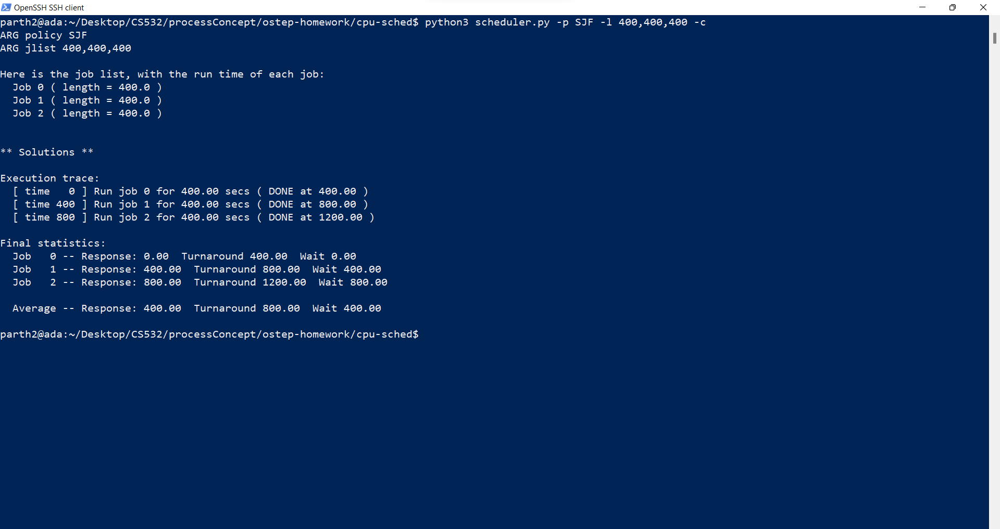 OpenSSH SSH client
parth2@ada:~/Desktop/CS532/processConcept/ostep-homework/cpu-sched$ python3 scheduler.py -p SJF -l 400,400,400 -c
ARG policy SJF
ARG jlist 400,400,400
Here is the job list, with the run time of each job:
  Job 0 ( length = 400.0 )
  Job 1 ( length = 400.0 )
  Job 2 ( length = 400.0 )
** Solutions **
Execution trace:
  [ time   0 ] Run job 0 for 400.00 secs ( DONE at 400.00 )
  [ time 400 ] Run job 1 for 400.00 secs ( DONE at 800.00 )
  [ time 800 ] Run job 2 for 400.00 secs ( DONE at 1200.00 )
Final statistics:
  Job   0 -- Response: 0.00  Turnaround 400.00  Wait 0.00
  Job   1 -- Response: 400.00  Turnaround 800.00  Wait 400.00
  Job   2 -- Response: 800.00  Turnaround 1200.00  Wait 800.00
  Average -- Response: 400.00  Turnaround 800.00  Wait 400.00
parth2@ada:~/Desktop/CS532/processConcept/ostep-homework/cpu-sched$